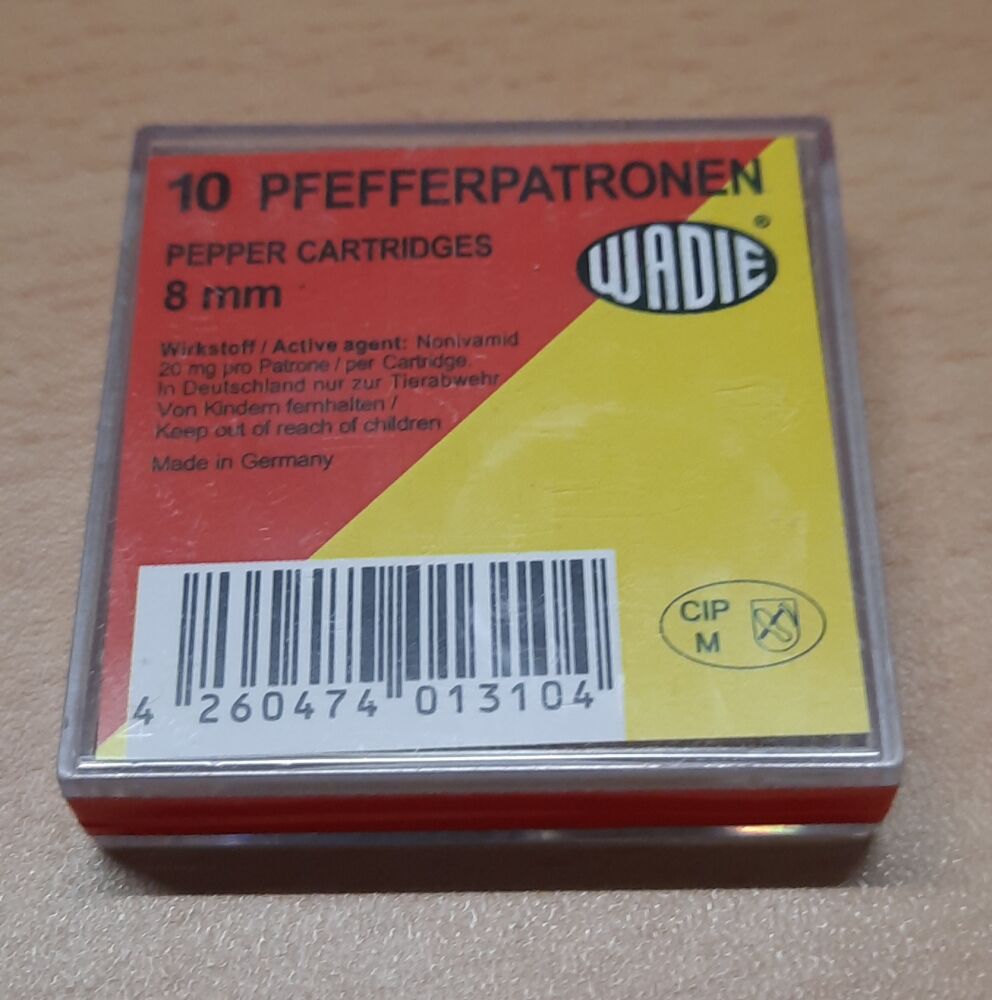 10 PFEFFERPATRONEN
PEPPER CARTRIDGES
8 mm
WADIE®
Wirkstoff / Active agent: Nonivamid
20 mg pro Patrone / per Cartridge.
In Deutschland nur zur Tierabwehr
Von Kindern fernhalten /
Keep out of reach of children
Made in Germany
CIP
M
4 260474 013104